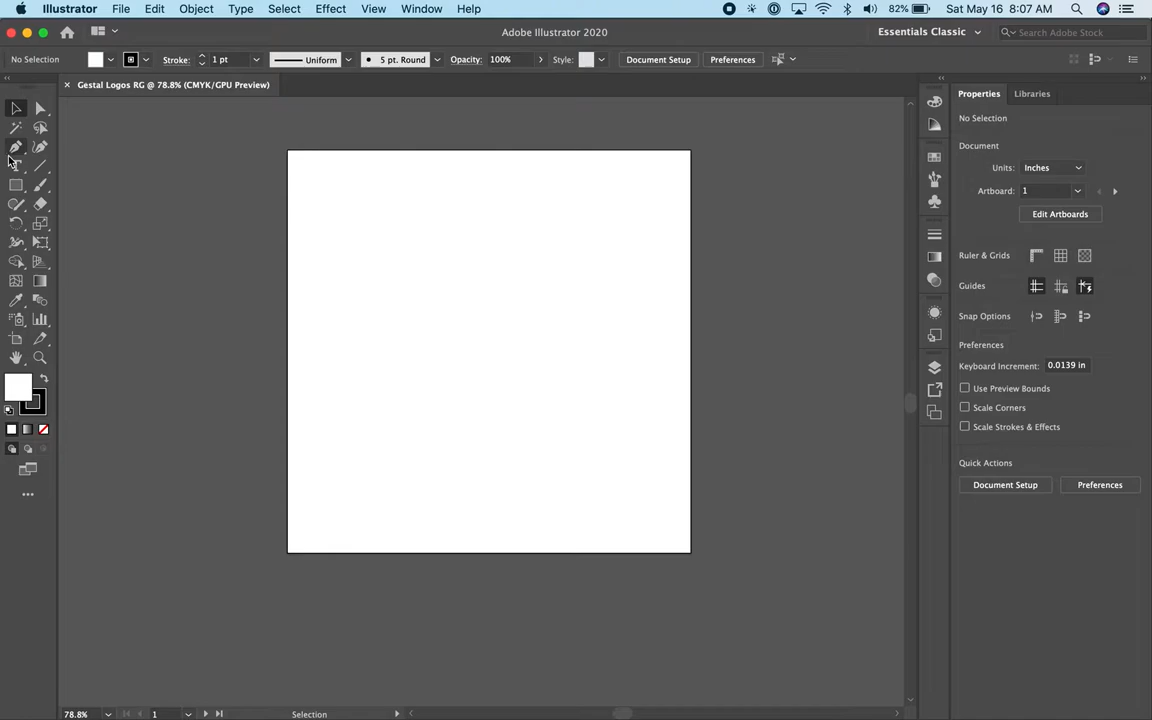 Illustrator File Edit Object Type Select Effect View Window Help 82% Sat May 16 8:07 AM
Adobe Illustrator 2020 Essentials Classic Search Adobe Stock
No Selection Stroke: 1 pt Uniform 5 pt. Round Opacity: 100% Style: Document Setup Preferences
× Gestal Logos RG @ 78.8% (CMYK/GPU Preview)
Properties Libraries
No Selection
Document
Units: Inches
Artboard: 1
Edit Artboards
Ruler & Grids
Guides
Snap Options
Preferences
Keyboard Increment: 0.0139 in
Use Preview Bounds
Scale Corners
Scale Strokes & Effects
Quick Actions
Document Setup Preferences
78.8% 1 Selection